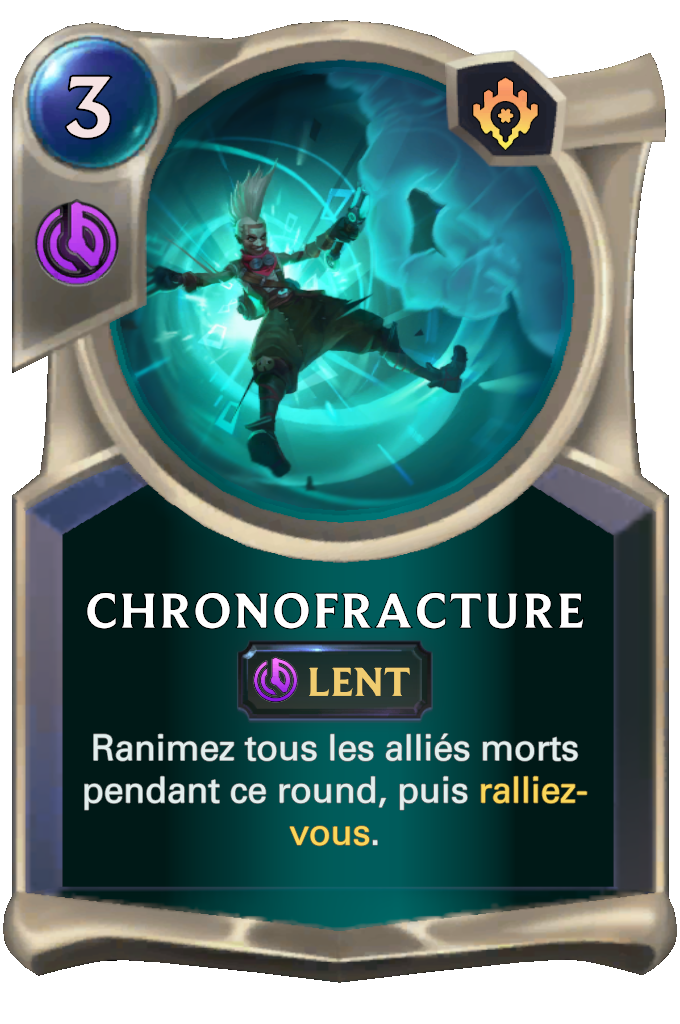 3
CHRONOFRACTURE
LENT
Ranimez tous les alliés morts
pendant ce round, puis ralliez-
vous.